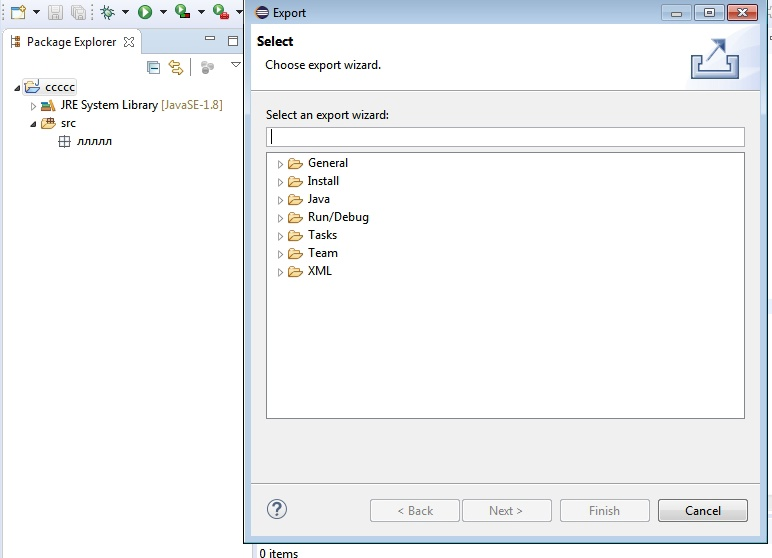 Export
Package Explorer
Select
Choose export wizard.
ccccc
JRE System Library [JavaSE-1.8]
src
ллллл
Select an export wizard:
General
Install
Java
Run/Debug
Tasks
Team
XML
< Back
Next >
Finish
Cancel
0 items